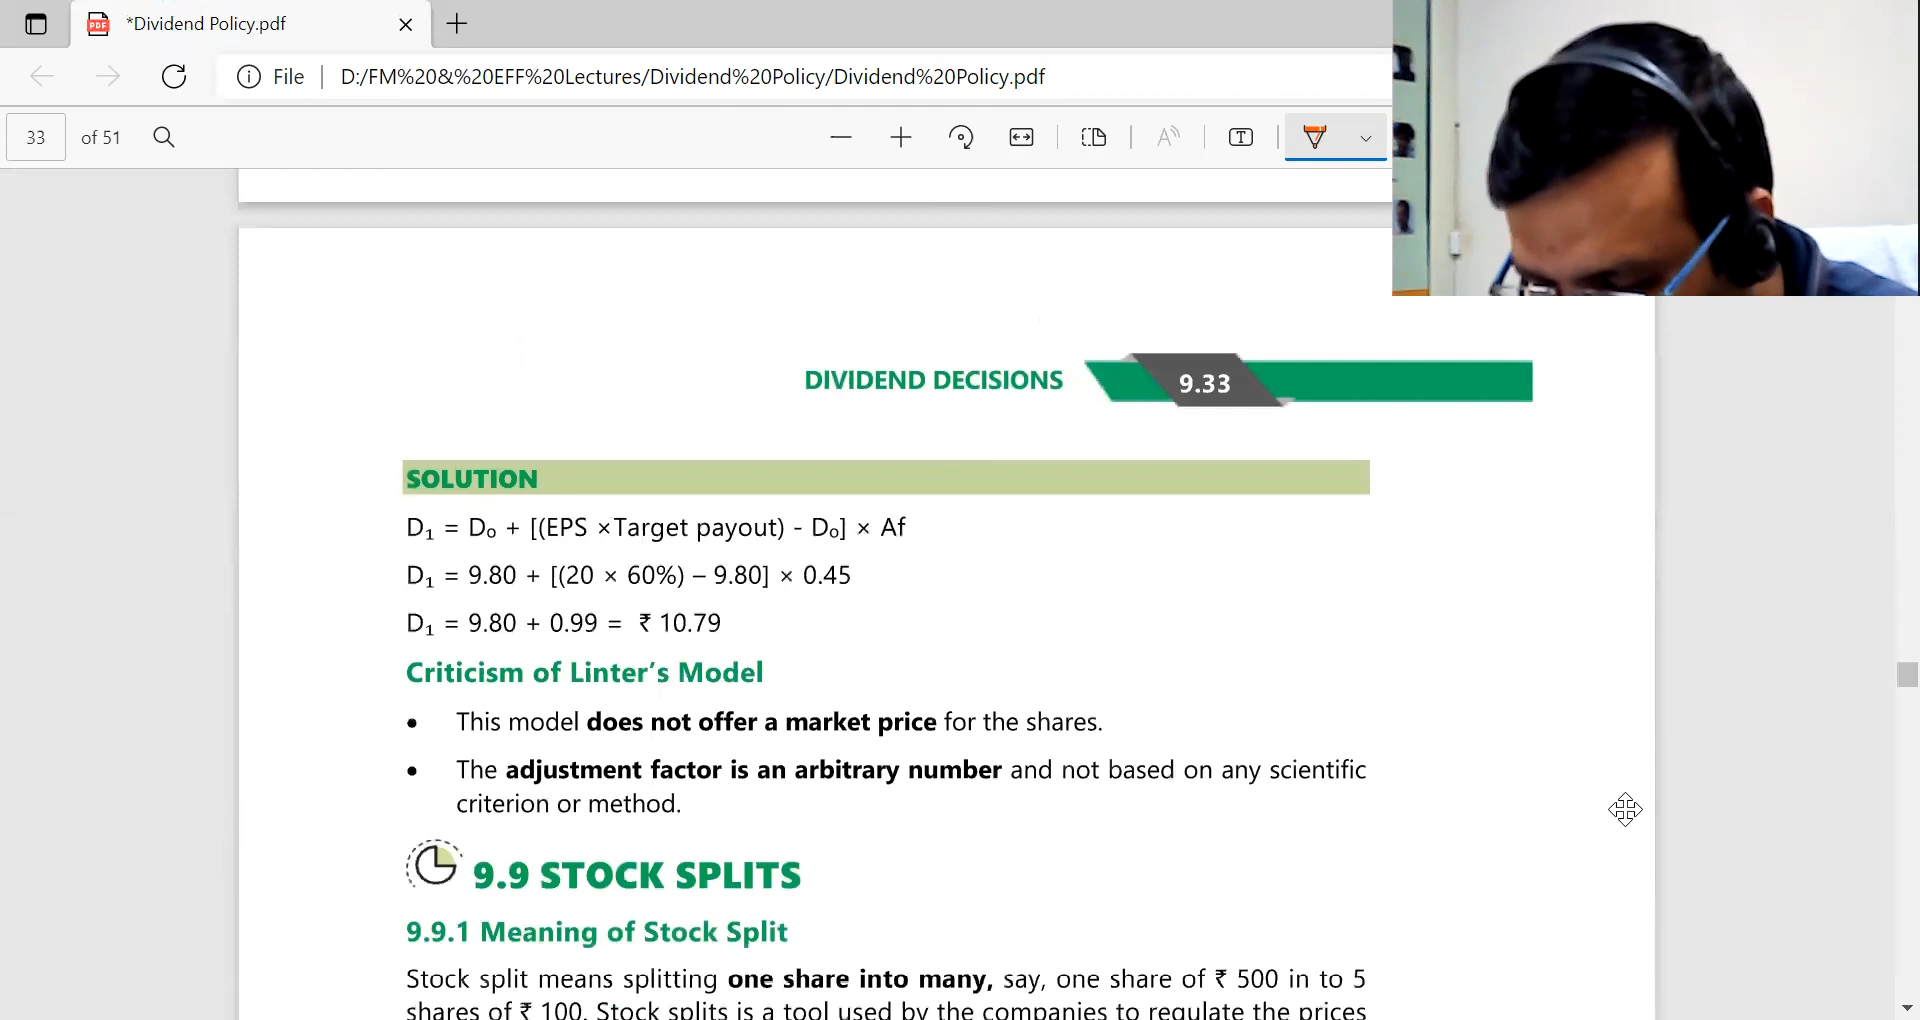 *Dividend Policy.pdf
PDF
File
D:/FM%20&%20EFF%20Lectures/Dividend%20Policy/Dividend%20Policy.pdf
33 of 51
DIVIDEND DECISIONS 9.33
SOLUTION
D₁ = D₀ + [(EPS ×Target payout) - D₀] × Af
D₁ = 9.80 + [(20 × 60%) – 9.80] × 0.45
D₁ = 9.80 + 0.99 = ₹ 10.79
Criticism of Linter’s Model
• This model does not offer a market price for the shares.
• The adjustment factor is an arbitrary number and not based on any scientific
criterion or method.
9.9 STOCK SPLITS
9.9.1 Meaning of Stock Split
Stock split means splitting one share into many, say, one share of ₹ 500 in to 5
shares of ₹ 100. Stock splits is a tool used by the companies to regulate the prices